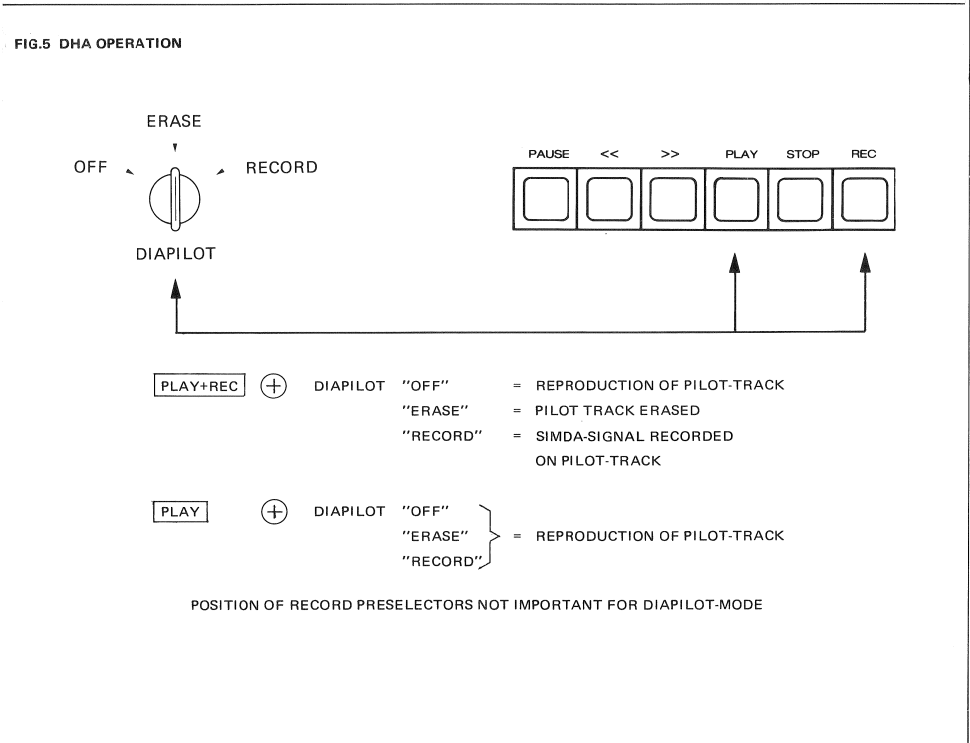 FIG.5 DHA OPERATION
ERASE
OFF
RECORD
DIAPILOT
PAUSE << >> PLAY STOP REC
PLAY+REC + DIAPILOT "OFF" = REPRODUCTION OF PILOT-TRACK
"ERASE" = PILOT TRACK ERASED
"RECORD" = SIMDA-SIGNAL RECORDED
ON PILOT-TRACK
PLAY + DIAPILOT "OFF"
"ERASE" = REPRODUCTION OF PILOT-TRACK
"RECORD"
POSITION OF RECORD PRESELECTORS NOT IMPORTANT FOR DIAPILOT-MODE